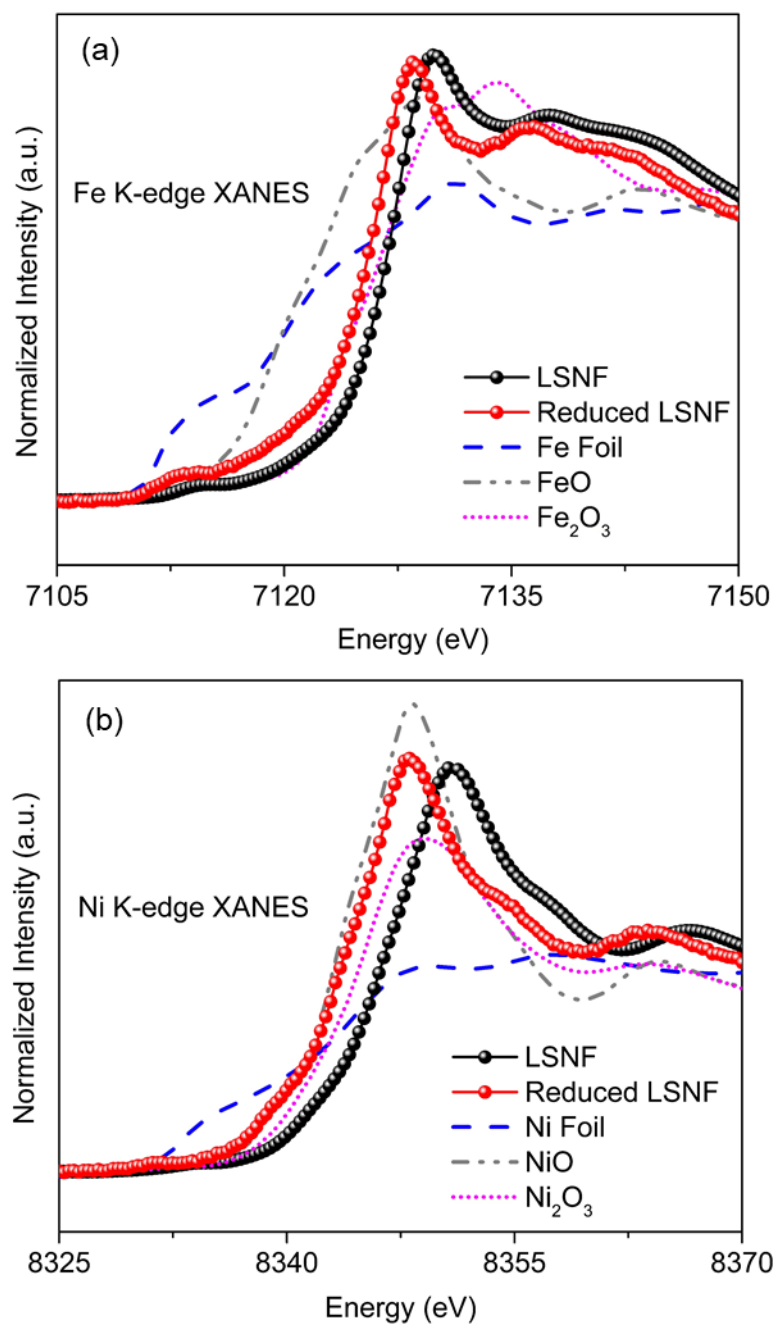 (a)
Fe K-edge XANES
Normalized Intensity (a.u.)
LSNF
Reduced LSNF
Fe Foil
FeO
Fe₂O₃
7105 7120 7135 7150
Energy (eV)
(b)
Ni K-edge XANES
Normalized Intensity (a.u.)
LSNF
Reduced LSNF
Ni Foil
NiO
Ni₂O₃
8325 8340 8355 8370
Energy (eV)